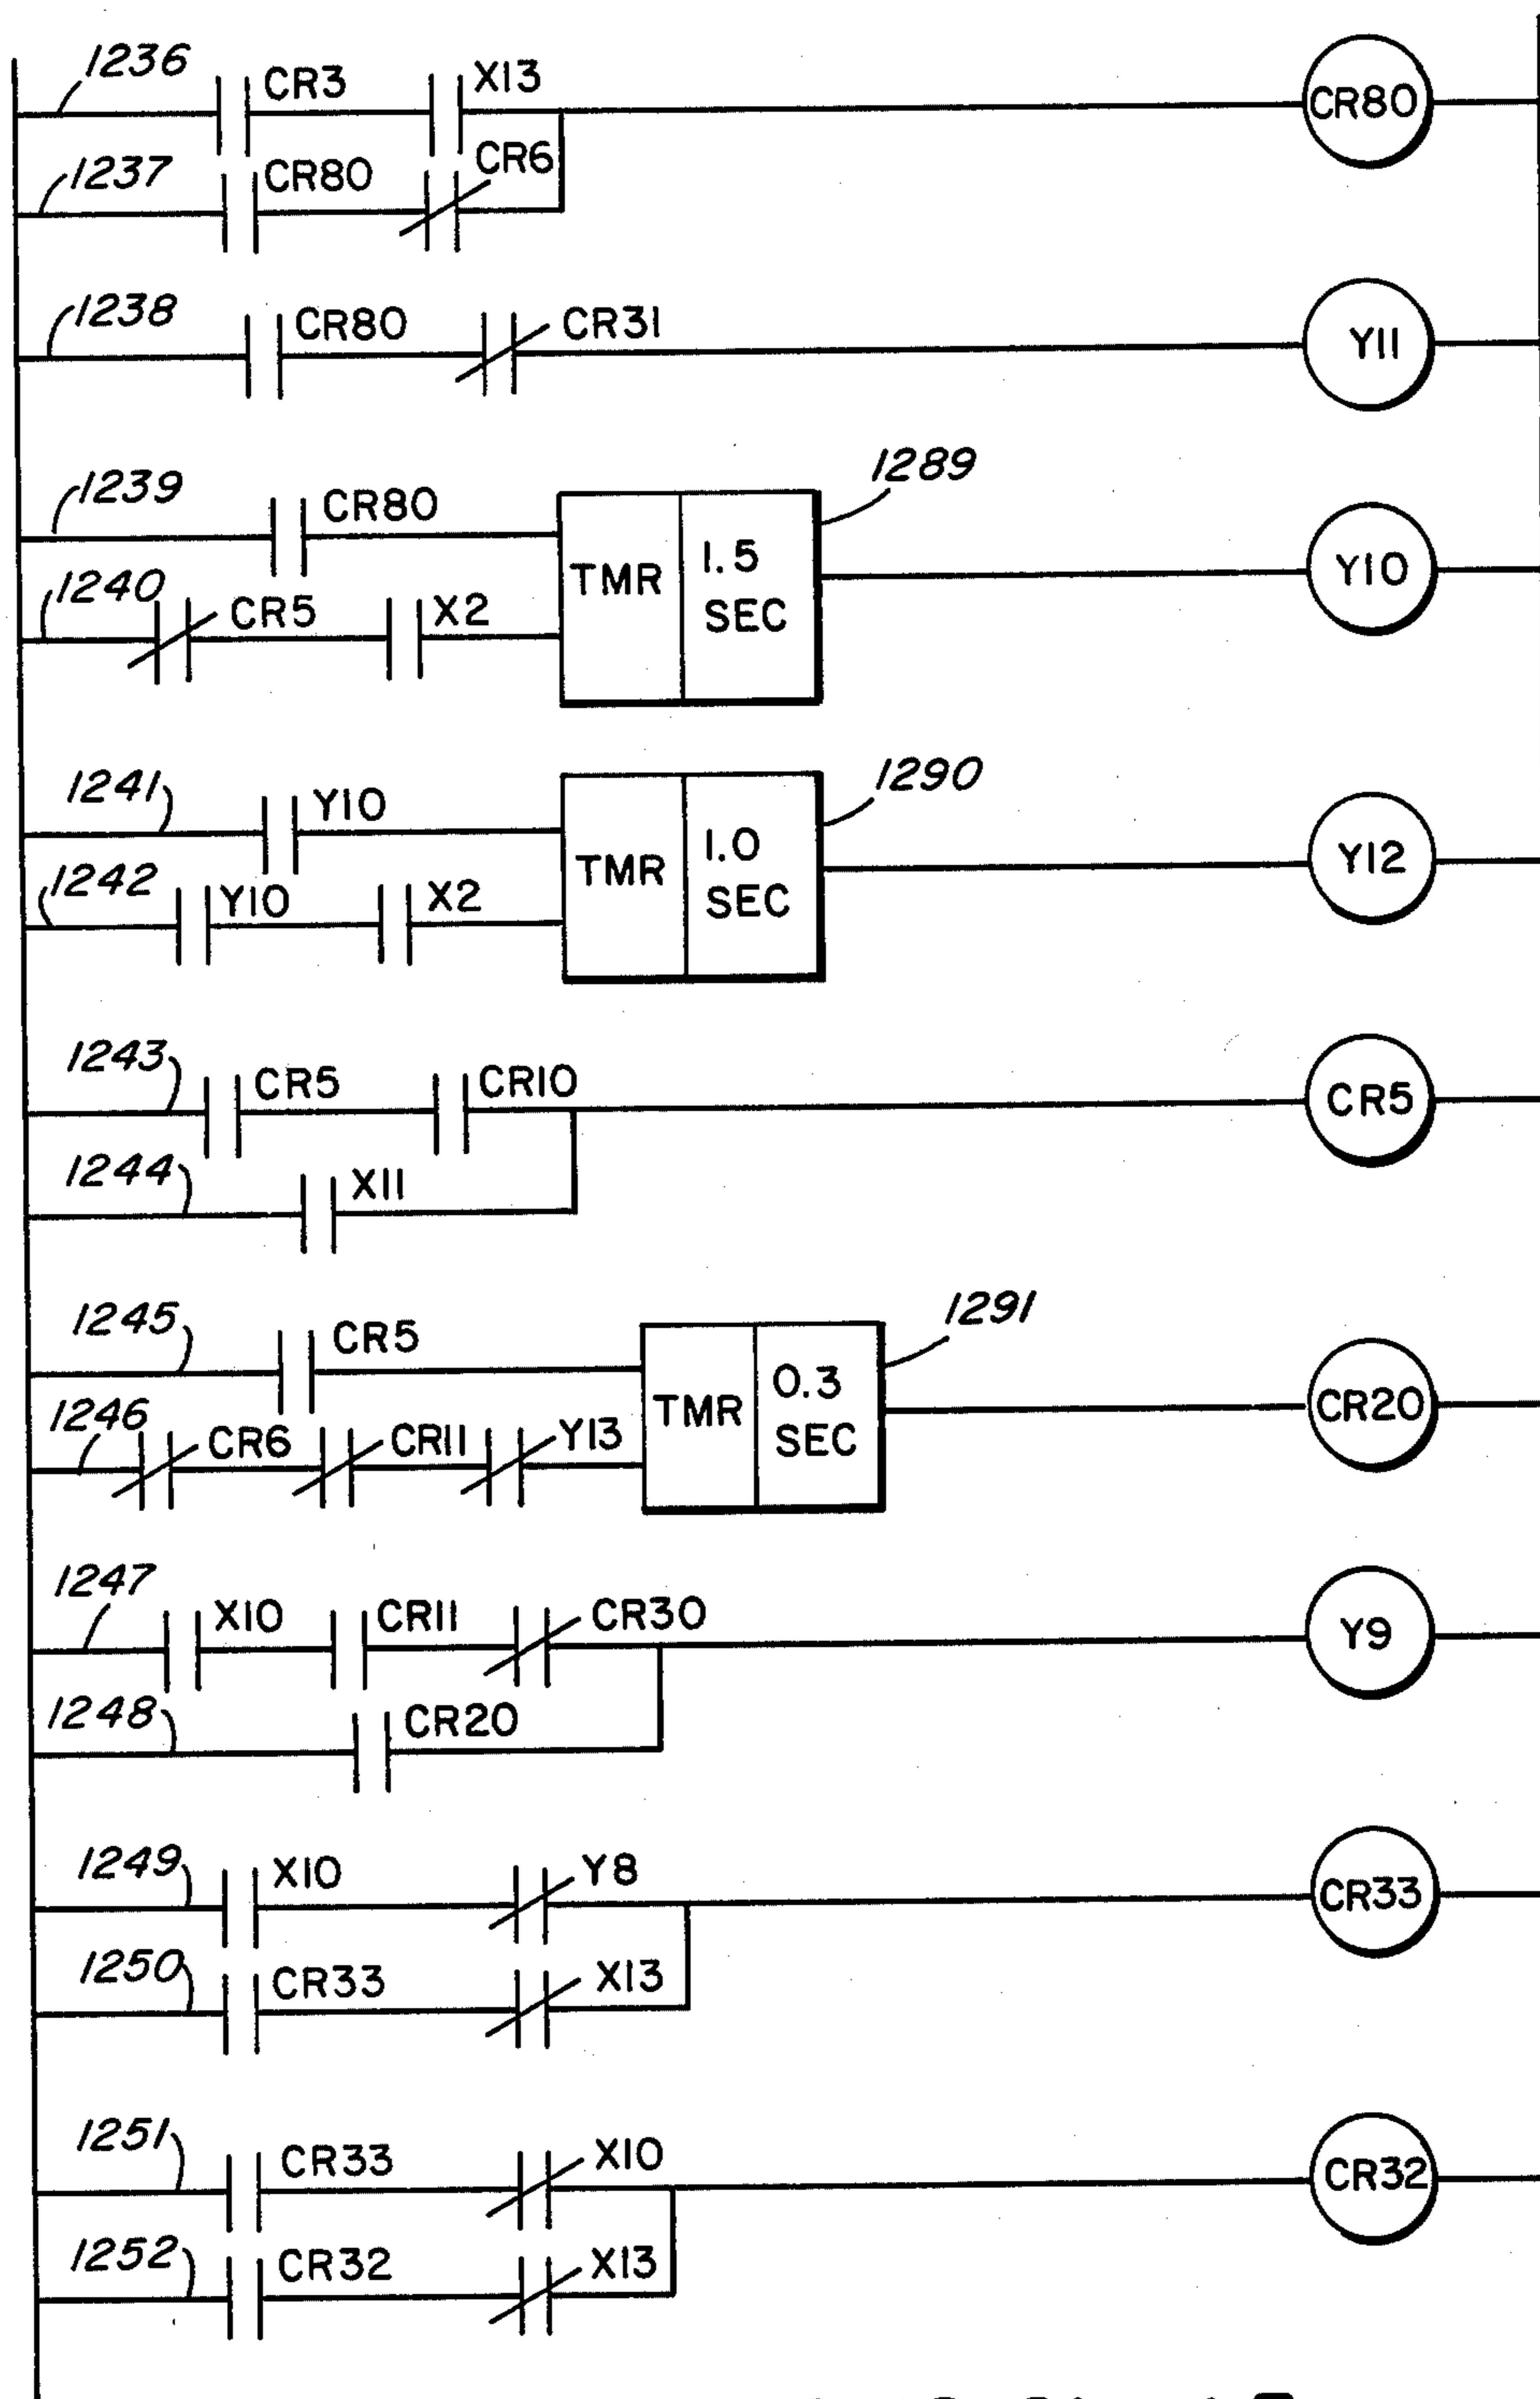 1236 CR3 X13 CR80
1237 CR80 CR6
1238 CR80 CR31 Y11
1239 CR80 1289
TMR 1.5 SEC Y10
1240 CR5 X2
1241 Y10 1290
TMR 1.0 SEC Y12
1242 Y10 X2
1243 CR5 CR10 CR5
1244 X11
1245 CR5 1291
TMR 0.3 SEC CR20
1246 CR6 CR11 Y13
1247 X10 CR11 CR30 Y9
1248 CR20
1249 X10 Y8 CR33
1250 CR33 X13
1251 CR33 X10 CR32
1252 CR32 X13